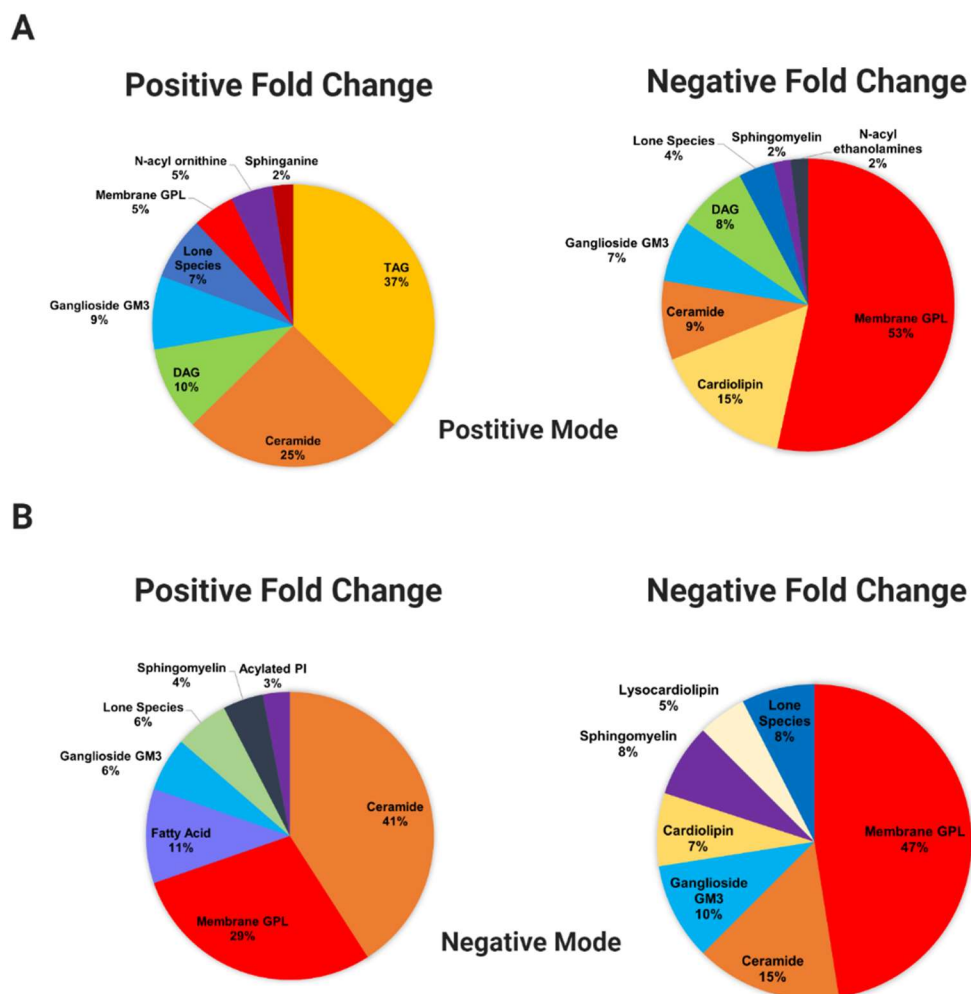 A
Positive Fold Change
Negative Fold Change
N-acyl ornithine
5%
Sphinganine
2%
Membrane GPL
5%
Lone
Species
7%
Ganglioside GM3
9%
DAG
10%
Ceramide
25%
TAG
37%
Lone Species
4%
Sphingomyelin
2%
N-acyl
ethanolamines
2%
DAG
8%
Ganglioside GM3
7%
Ceramide
9%
Cardiolipin
15%
Membrane GPL
53%
Postitive Mode
B
Positive Fold Change
Negative Fold Change
Sphingomyelin
4%
Acylated PI
3%
Lone Species
6%
Ganglioside GM3
6%
Fatty Acid
11%
Membrane GPL
29%
Ceramide
41%
Lysocardiolipin
5%
Lone
Species
8%
Sphingomyelin
8%
Cardiolipin
7%
Ganglioside
GM3
10%
Ceramide
15%
Membrane GPL
47%
Negative Mode